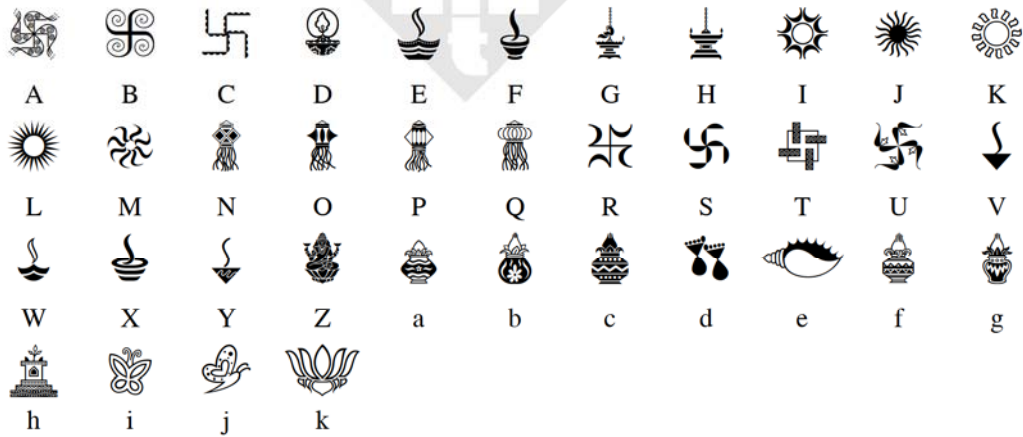 A B C D E F G H I J K
L M N O P Q R S T U V
W X Y Z a b c d e f g
h i j k